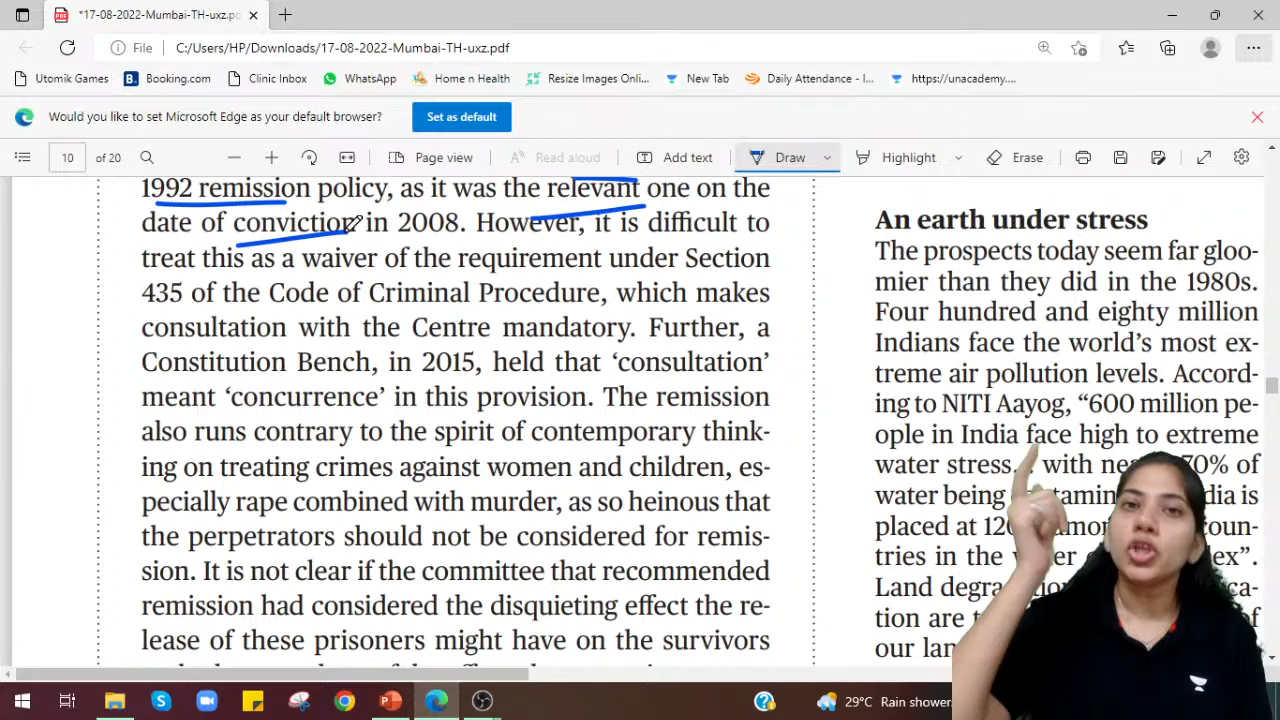 *17-08-2022-Mumbai-TH-uxz.pdf
File
C:/Users/HP/Downloads/17-08-2022-Mumbai-TH-uxz.pdf
Utomik Games
Booking.com
Clinic Inbox
WhatsApp
Home n Health
Resize Images Onl...
New Tab
Daily Attendance - I...
https://unacademy....
Would you like to set Microsoft Edge as your default browser?
Set as default
10 of 20
Page view
Read aloud
Add text
Draw
Highlight
Erase
1992 remission policy, as it was the relevant one on the
date of conviction in 2008. However, it is difficult to
treat this as a waiver of the requirement under Section
435 of the Code of Criminal Procedure, which makes
consultation with the Centre mandatory. Further, a
Constitution Bench, in 2015, held that ‘consultation’
meant ‘concurrence’ in this provision. The remission
also runs contrary to the spirit of contemporary think-
ing on treating crimes against women and children, es-
pecially rape combined with murder, as so heinous that
the perpetrators should not be considered for remis-
sion. It is not clear if the committee that recommended
remission had considered the disquieting effect the re-
lease of these prisoners might have on the survivors
An earth under stress
The prospects today seem far gloo-
mier than they did in the 1980s.
Four hundred and eighty million
Indians face the world’s most ex-
treme air pollution levels. Accord-
ing to NITI Aayog, “600 million pe-
ople in India face high to extreme
water stress... with 70% of
water being is
placed at
tries in the
Land
tion are of
our
29°C Rain showers